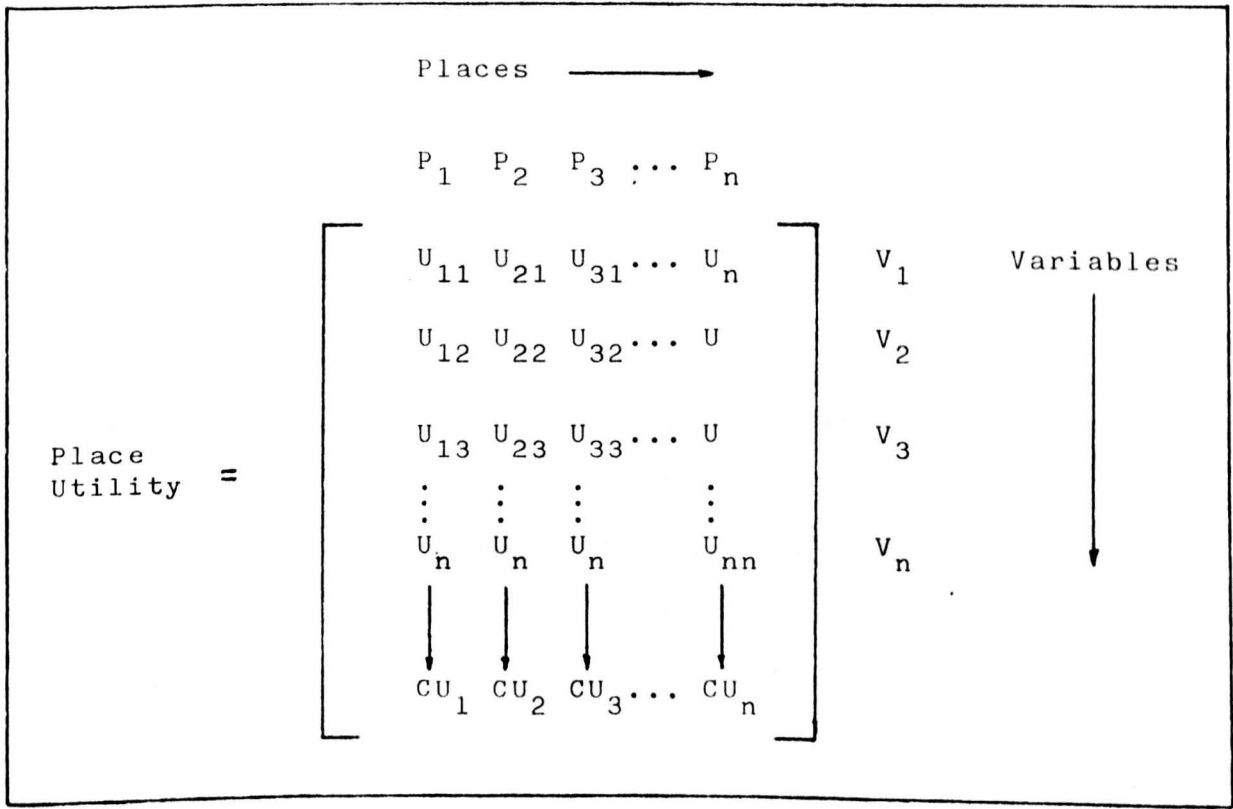 Places
P1 P2 P3 ... Pn
U11 U21 U31 ... Un V1 Variables
U12 U22 U32 ... U V2
U13 U23 U33 ... U V3
Place
Utility =
Un Un Un Unn Vn
CU1 CU2 CU3 ... CUn